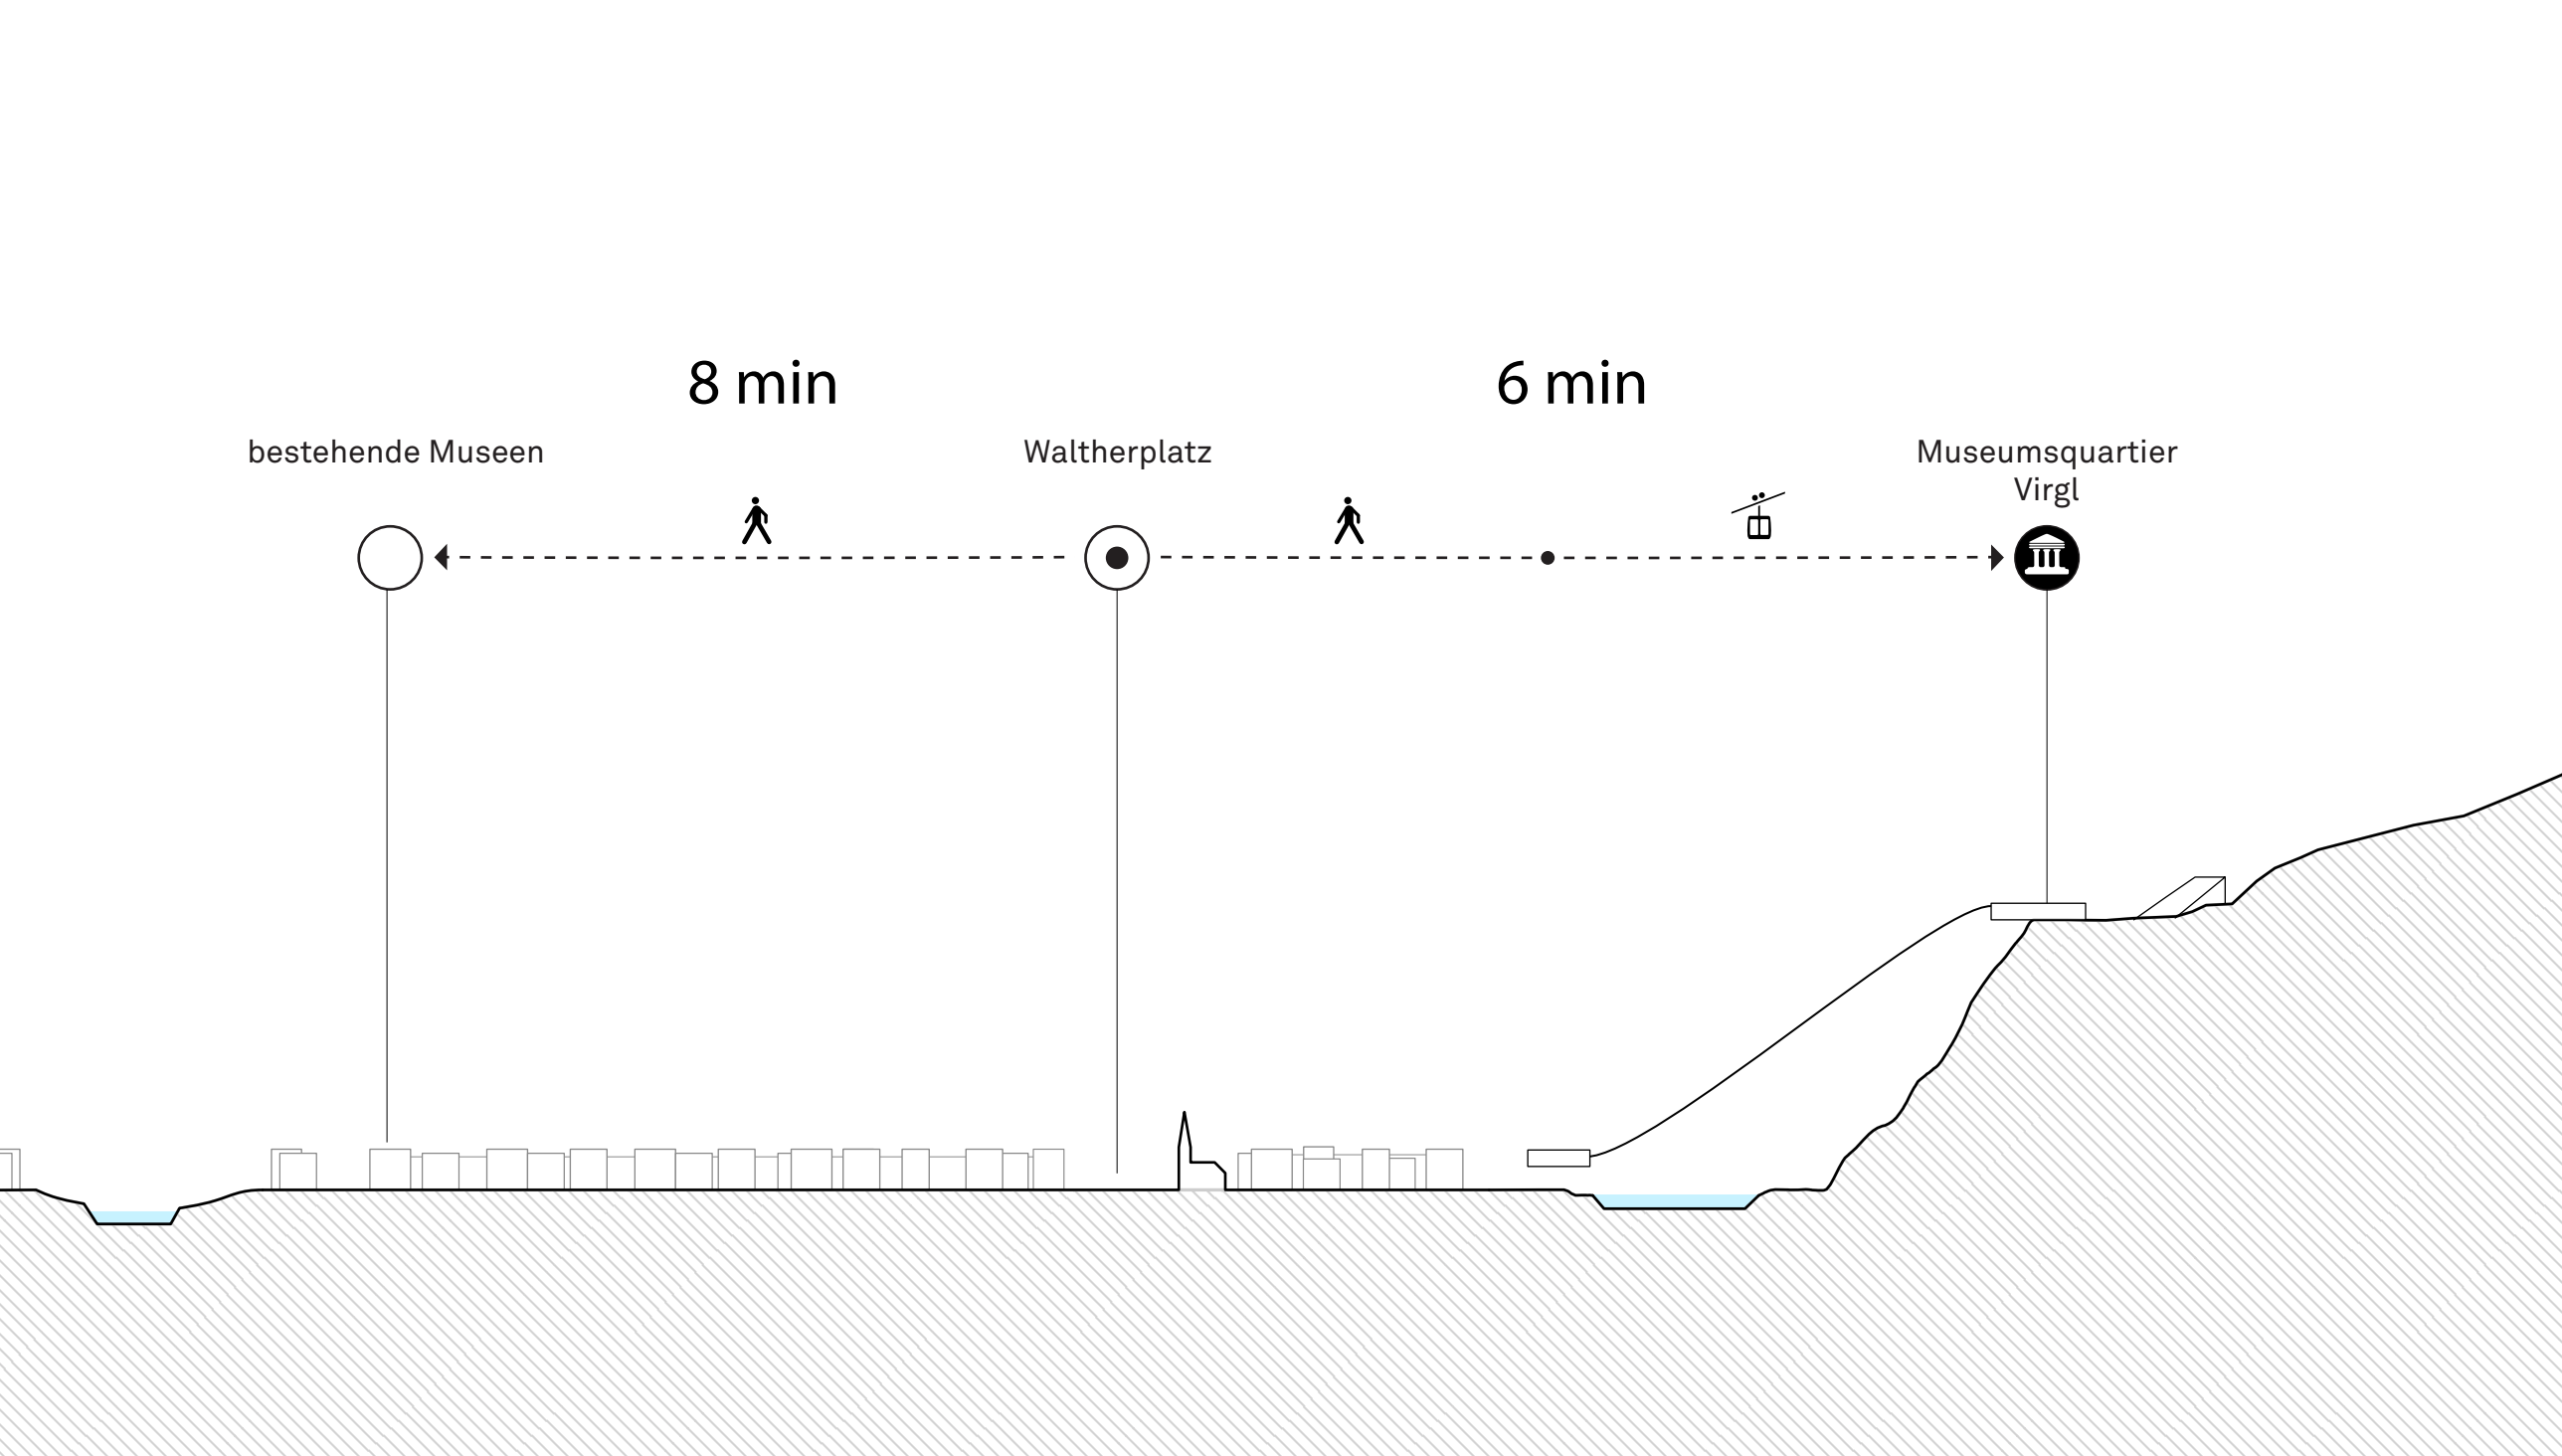 8 min
6 min
bestehende Museen
Waltherplatz
Museumsquartier
Virgl